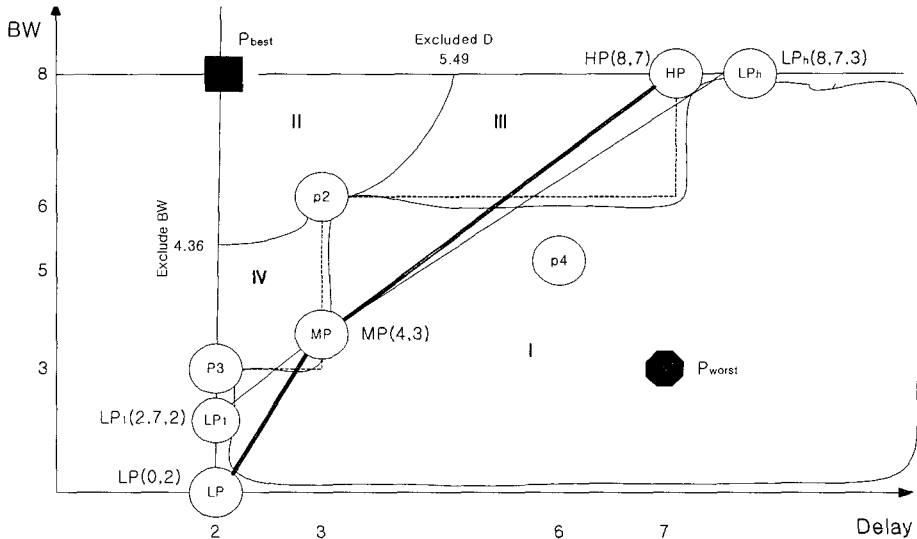 BW
Pbest
Excluded D
5.49
HP(8,7)
HP
LPh
LPh(8,7.3)
8
II
III
6
p2
Exclude BW
4.36
5
IV
p4
MP
MP(4,3)
I
3
P3
Pworst
LP1(2.7,2)
LP1
LP(0,2)
LP
2
3
6
7
Delay